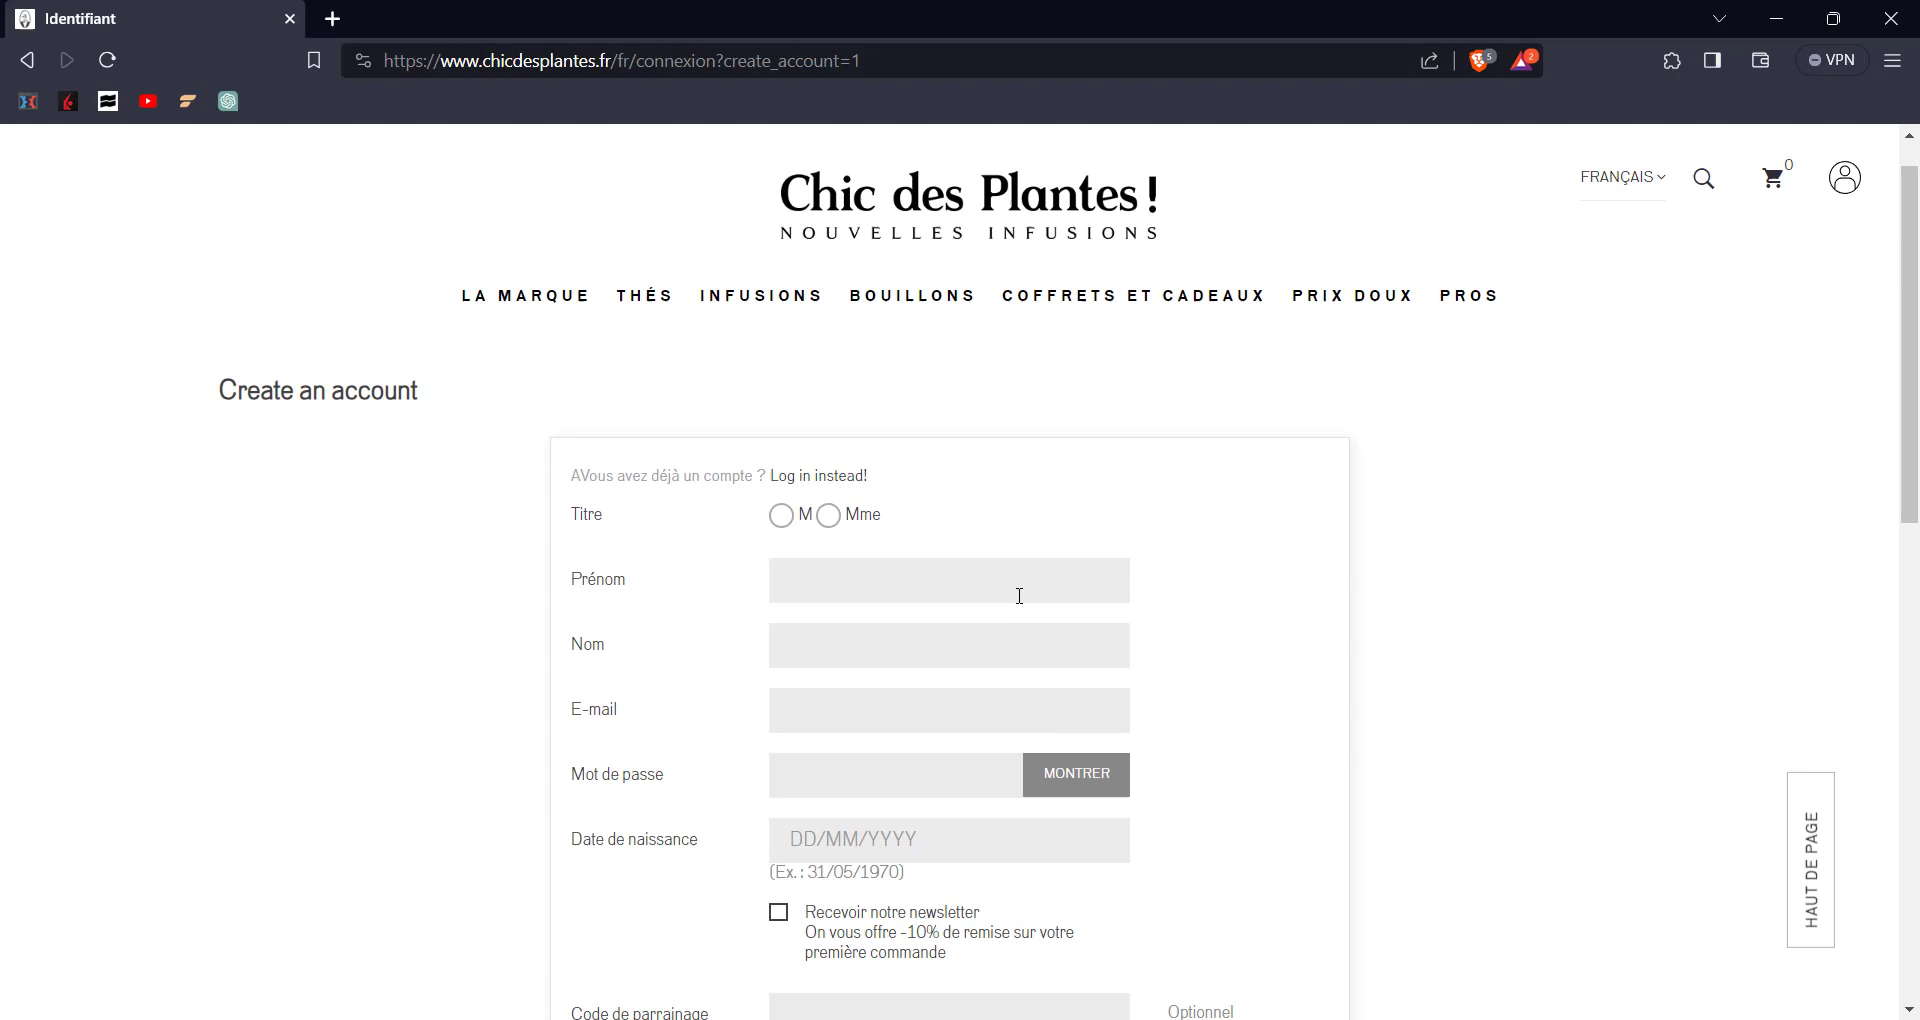 Identifiant
https://www.chicdesplantes.fr/fr/connexion?create_account=1
5
2
VPN
Chic des Plantes !
NOUVELLES INFUSIONS
FRANÇAIS
0
LA MARQUE THÉS INFUSIONS BOUILLONS COFFRETS ET CADEAUX PRIX DOUX PROS
Create an account
AVous avez déjà un compte ? Log in instead!
Titre M Mme
Prénom
Nom
E-mail
Mot de passe MONTRER
Date de naissance DD/MM/YYYY
(Ex. : 31/05/1970)
Recevoir notre newsletter
On vous offre -10% de remise sur votre
première commande
HAUT DE PAGE
Code de parrainage Optionnel